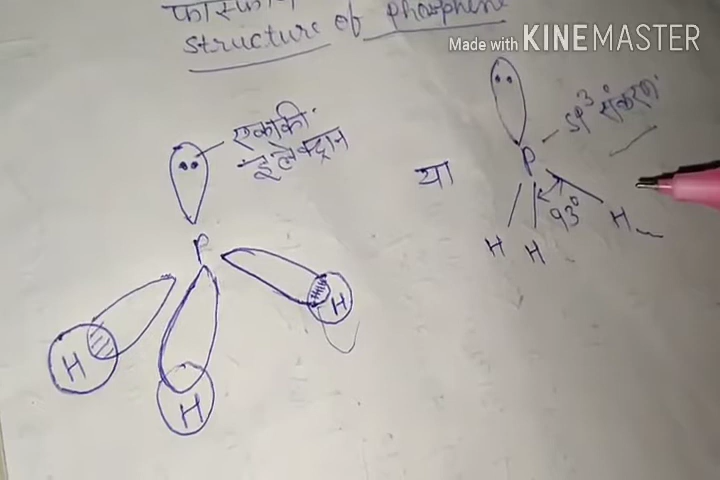 structure of phosphene
Made with KINEMASTER
एकाकी
इलेक्ट्रान
P
H
H
H
या
sp³ संकरण
P
93°
H
H
H